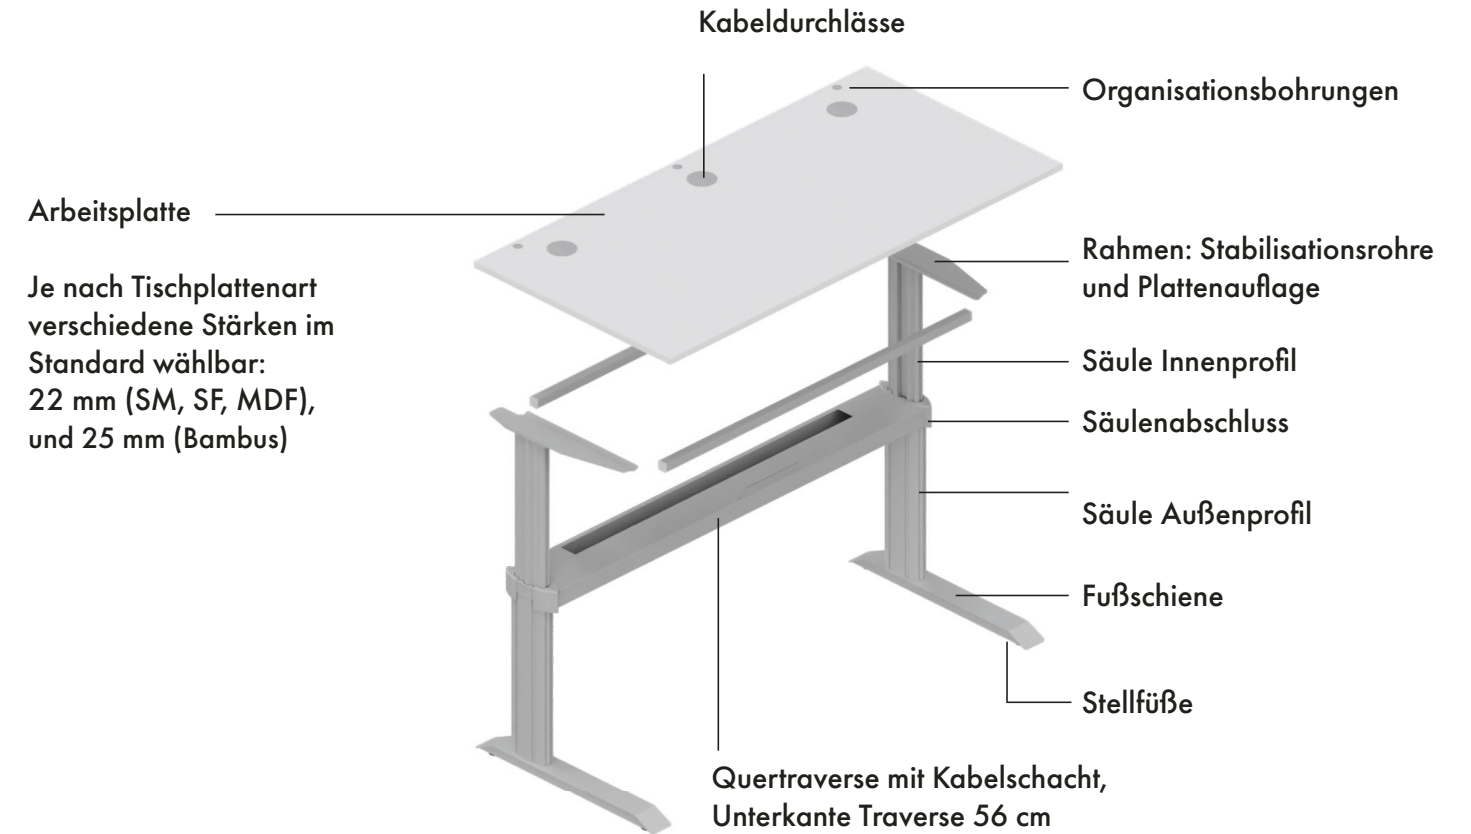 Kabeldurchlässe
Organisationsbohrungen
Arbeitsplatte
Je nach Tischplattenart
verschiedene Stärken im
Standard wählbar:
22 mm (SM, SF, MDF),
und 25 mm (Bambus)
Rahmen: Stabilisationsrohre
und Plattenauflage
Säule Innenprofil
Säulenabschluss
Säule Außenprofil
Fußschiene
Stellfüße
Quertraverse mit Kabelschacht,
Unterkante Traverse 56 cm